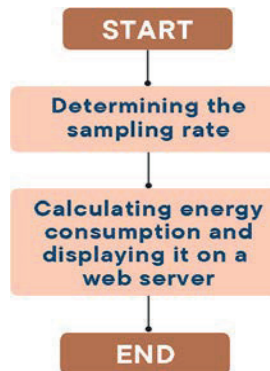 START
Determining the
sampling rate
Calculating energy
consumption and
displaying it on a
web server
END